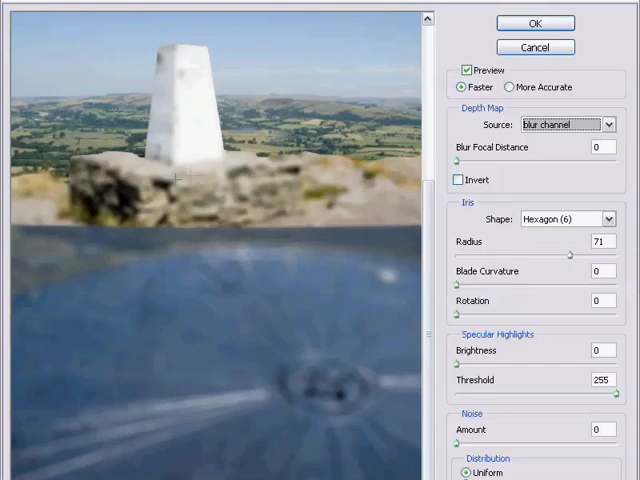 OK
Cancel
Preview
Faster More Accurate
Depth Map
Source: blur channel
Blur Focal Distance 0
Invert
Iris
Shape: Hexagon (6)
Radius 71
Blade Curvature 0
Rotation 0
Specular Highlights
Brightness 0
Threshold 255
Noise
Amount 0
Distribution
Uniform